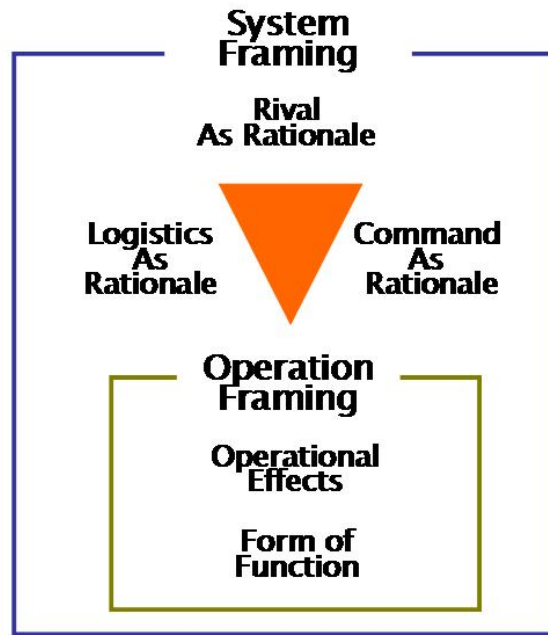 System
Framing
Rival
As Rationale
Logistics
As
Rationale
Command
As
Rationale
Operation
Framing
Operational
Effects
Form of
Function